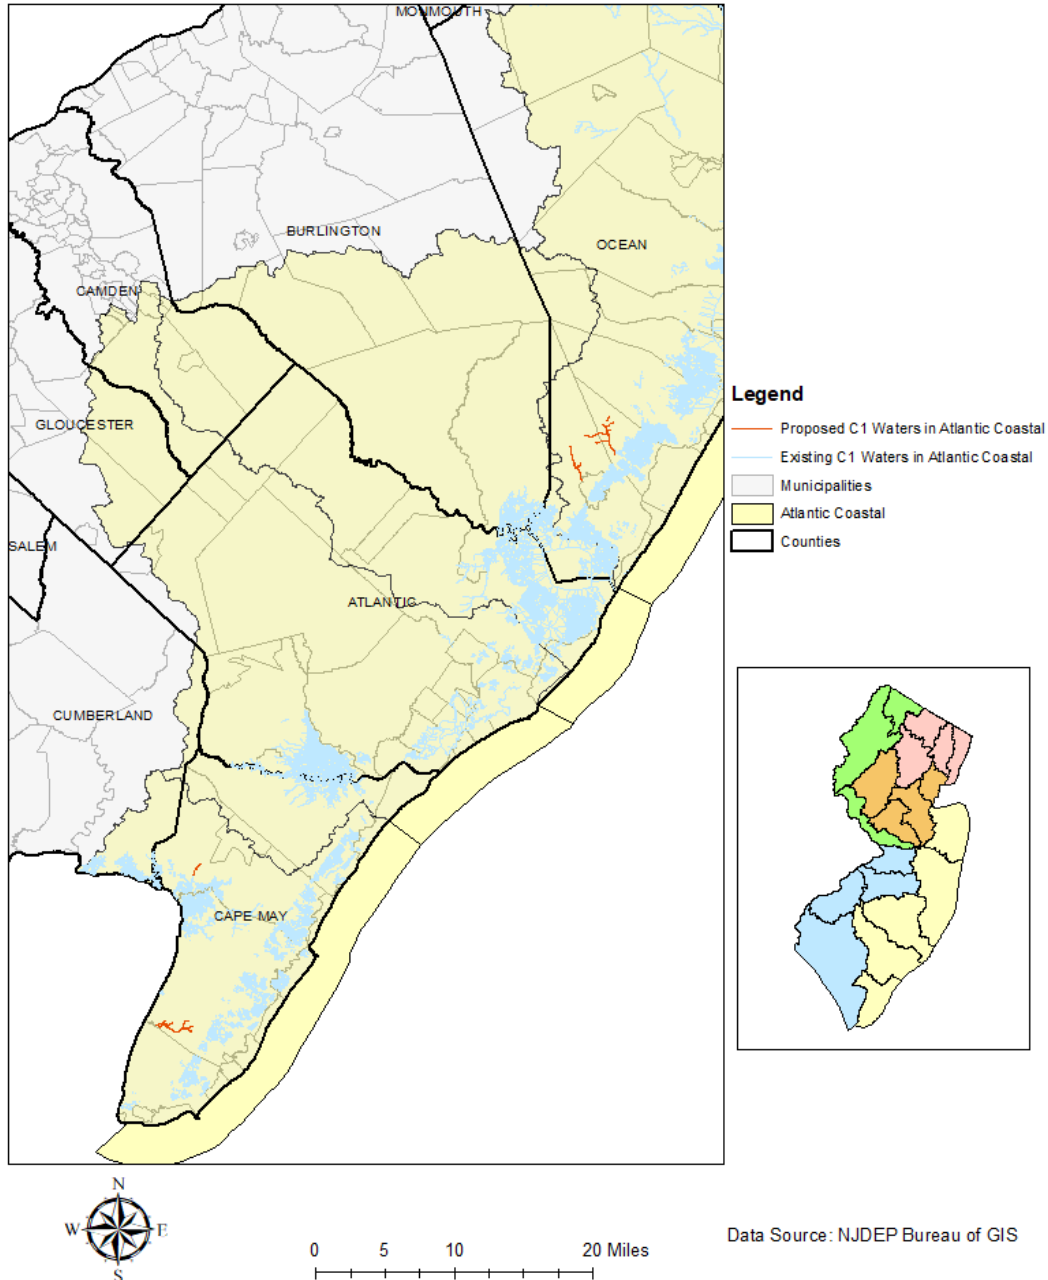 MONMOUTH
BURLINGTON
OCEAN
CAMDEN
GLOUCESTER
SALEM
ATLANTIC
CUMBERLAND
CAPE MAY
Legend
Proposed C1 Waters in Atlantic Coastal
Existing C1 Waters in Atlantic Coastal
Municipalities
Atlantic Coastal
Counties
N
W E
S
0 5 10 20 Miles
Data Source: NJDEP Bureau of GIS